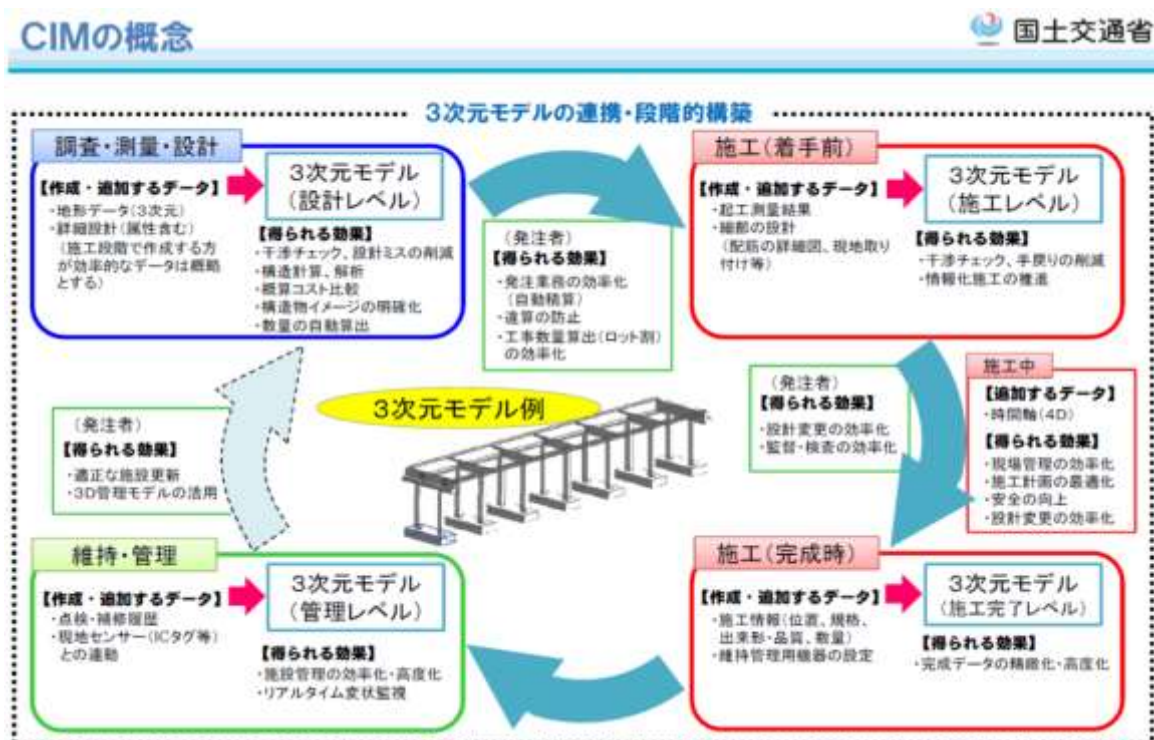 CIMの概念
国土交通省
3次元モデルの連携・段階的構築
調査・測量・設計
【作成・追加するデータ】
・地形データ(3次元)
・詳細設計(属性含む)
(施工段階で作成する方
が効率的なデータは概略
とする)
3次元モデル
(設計レベル)
【得られる効果】
・干渉チェック、設計ミスの削減
・構造計算、解析
・概算コスト比較
・構造物イメージの明確化
・数量の自動算出
(発注者)
【得られる効果】
・発注業務の効率化
(自動積算)
・違算の防止
・工事数量算出(ロット割)
の効率化
施工(着手前)
【作成・追加するデータ】
・起工測量結果
・細部の設計
(配筋の詳細図、現地取り
付け等)
3次元モデル
(施工レベル)
【得られる効果】
・干渉チェック、手戻りの削減
・情報化施工の推進
(発注者)
【得られる効果】
・設計変更の効率化
・監督・検査の効率化
施工中
【追加するデータ】
・時間軸(4D)
【得られる効果】
・現場管理の効率化
・施工計画の最適化
・安全の向上
・設計変更の効率化
3次元モデル例
(発注者)
【得られる効果】
・適正な施設更新
・3D管理モデルの活用
維持・管理
【作成・追加するデータ】
・点検・補修履歴
・現地センサー(ICタグ等)
との連動
3次元モデル
(管理レベル)
【得られる効果】
・施設管理の効率化・高度化
・リアルタイム変状監視
施工(完成時)
【作成・追加するデータ】
・施工情報(位置、規格、
出来形・品質、数量)
・維持管理用機器の設定
3次元モデル
(施工完了レベル)
【得られる効果】
・完成データの精緻化・高度化